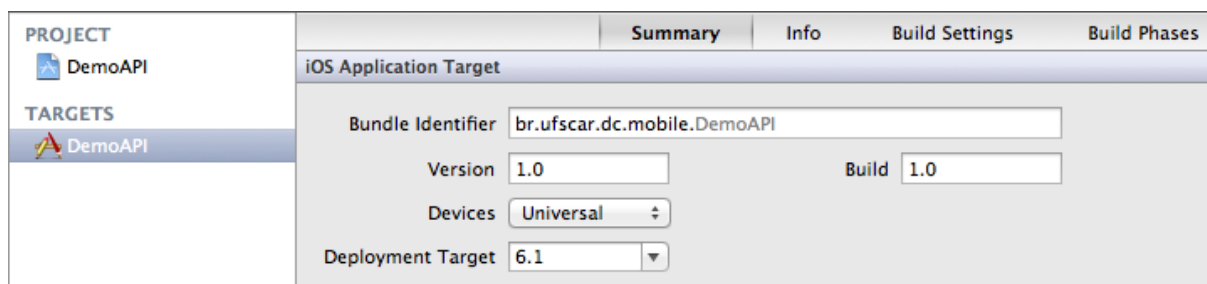 PROJECT
DemoAPI
TARGETS
DemoAPI
Summary Info Build Settings Build Phases
iOS Application Target
Bundle Identifier br.ufscar.dc.mobile.DemoAPI
Version 1.0 Build 1.0
Devices Universal
Deployment Target 6.1